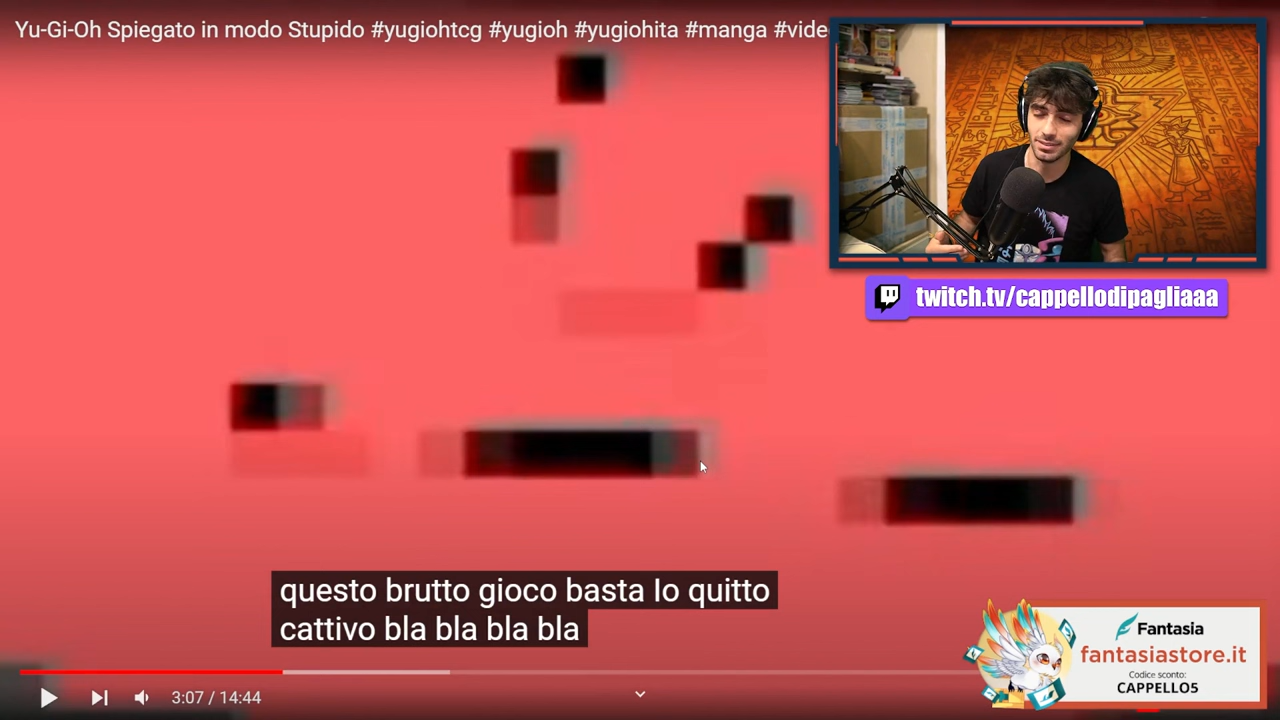 Yu-Gi-Oh Spiegato in modo Stupido #yugiohtcg #yugioh #yugiohita #manga #vide
twitch.tv/cappellodipagliaaa
questo brutto gioco basta Io quitto
cattivo bla bla bla bla
Fantasia
fantasiastore.it
Codice sconto:
CAPPELLO5
3:07 / 14:44